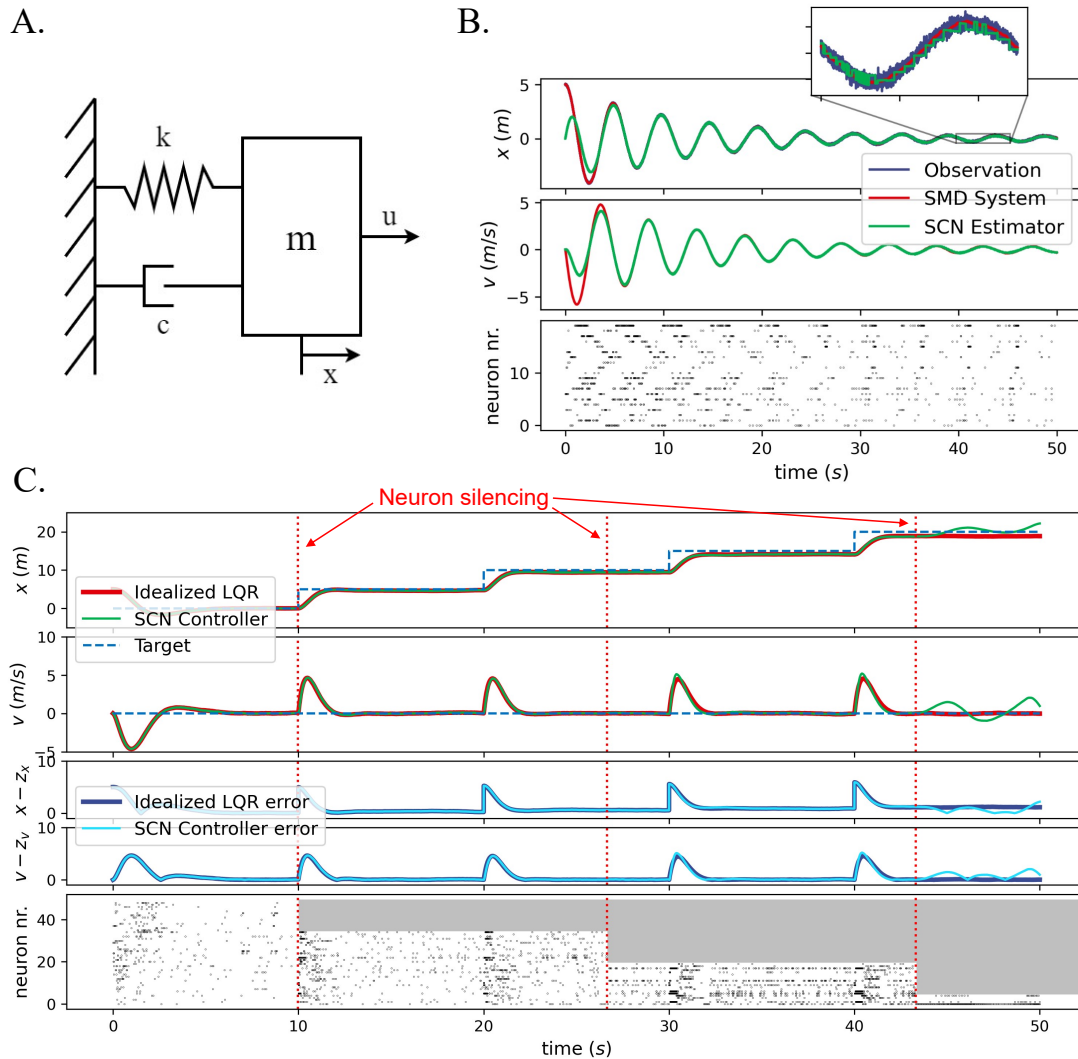 A.
k
m
u
c
x
B.
5
0
x (m)
Observation
SMD System
SCN Estimator
5
0
−5
v (m/s)
10
0
neuron nr.
0 10 20 30 40 50
time (s)
C.
Neuron silencing
20
10
0
x (m)
Idealized LQR
SCN Controller
Target
10
5
0
−5
v (m/s)
10
0
x − z_x
Idealized LQR error
SCN Controller error
10
0
v − z_v
40
20
0
neuron nr.
0 10 20 30 40 50
time (s)